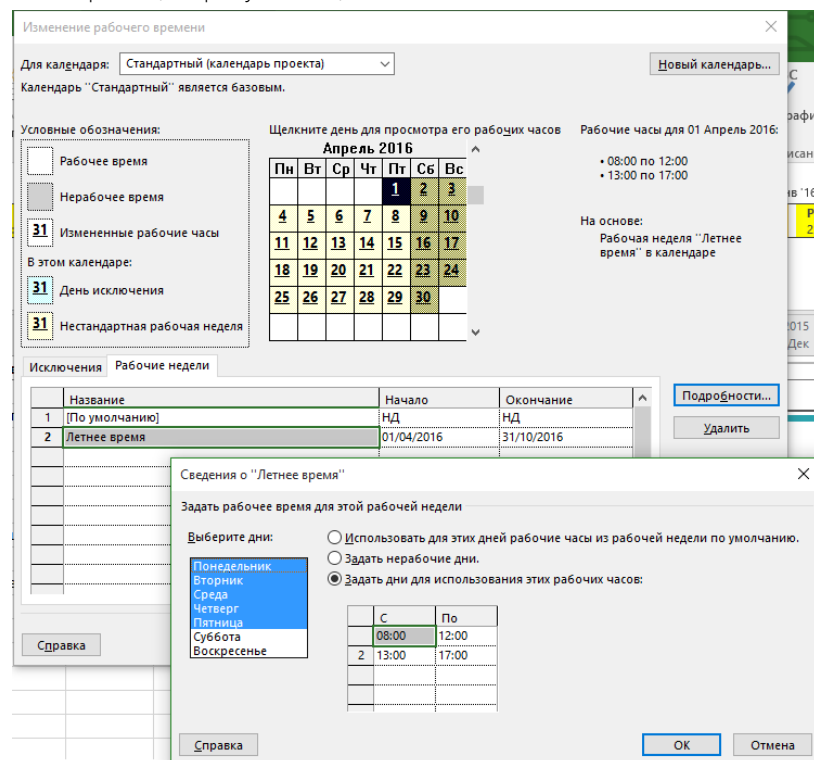 Изменение рабочего времени
Для календаря: Стандартный (календарь проекта)
Новый календарь...
Календарь "Стандартный" является базовым.
Условные обозначения:
Рабочее время
Нерабочее время
31 Измененные рабочие часы
В этом календаре:
31 День исключения
31 Нестандартная рабочая неделя
Щелкните день для просмотра его рабочих часов
Апрель 2016
Пн Вт Ср Чт Пт Сб Вс
1 2 3
4 5 6 7 8 9 10
11 12 13 14 15 16 17
18 19 20 21 22 23 24
25 26 27 28 29 30
Рабочие часы для 01 Апрель 2016:
• 08:00 по 12:00
• 13:00 по 17:00
На основе:
Рабочая неделя "Летнее
время" в календаре
Исключения Рабочие недели
Название Начало Окончание
1 [По умолчанию] НД НД
2 Летнее время 01/04/2016 31/10/2016
Подробности...
Удалить
Справка
Сведения о "Летнее время"
Задать рабочее время для этой рабочей недели
Выберите дни:
Понедельник
Вторник
Среда
Четверг
Пятница
Суббота
Воскресенье
Использовать для этих дней рабочие часы из рабочей недели по умолчанию.
Задать нерабочие дни.
Задать дни для использования этих рабочих часов:
С По
08:00 12:00
2 13:00 17:00
Справка
ОК Отмена
2015
Дек